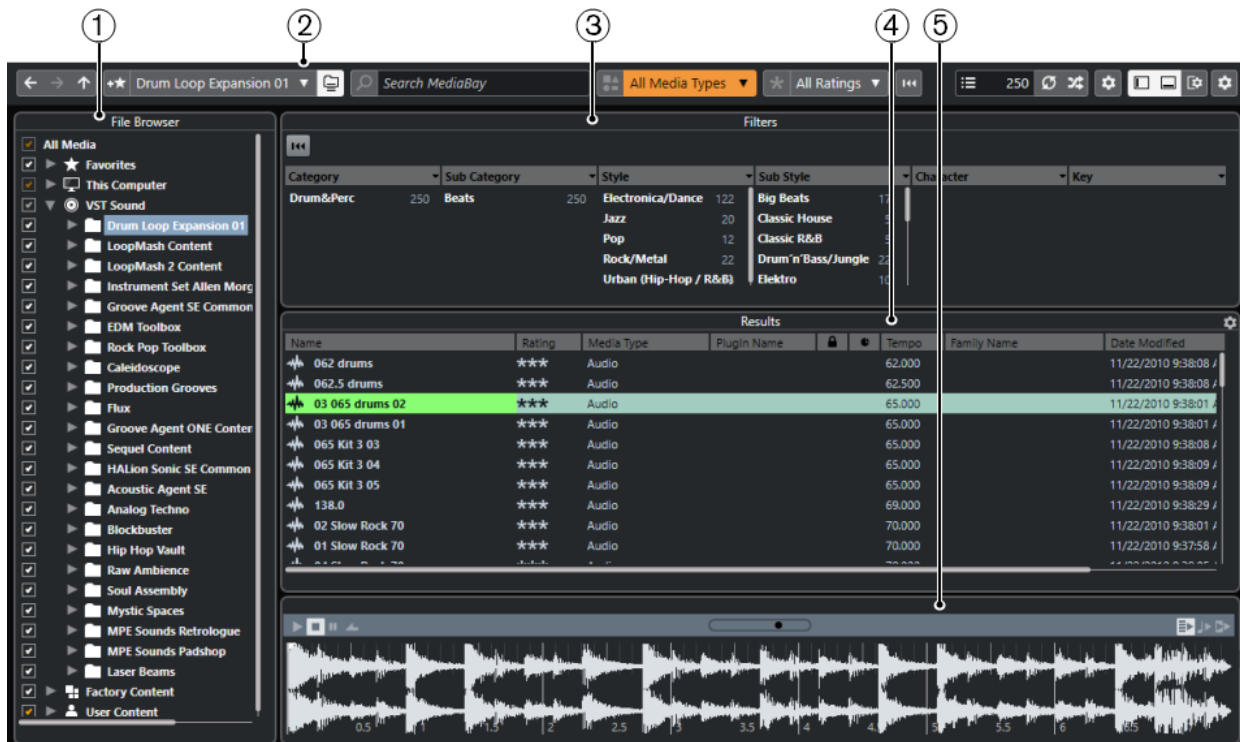 1 2 3 4 5
Drum Loop Expansion 01 Search MediaBay All Media Types All Ratings 250
File Browser
All Media
Favorites
This Computer
VST Sound
Drum Loop Expansion 01
LoopMash Content
LoopMash 2 Content
Instrument Set Allen Morg
Groove Agent SE Common
EDM Toolbox
Rock Pop Toolbox
Caleidoscope
Production Grooves
Flux
Groove Agent ONE Conter
Sequel Content
HALion Sonic SE Common
Acoustic Agent SE
Analog Techno
Blockbuster
Hip Hop Vault
Raw Ambience
Soul Assembly
Mystic Spaces
MPE Sounds Retrologue
MPE Sounds Padshop
Laser Beams
Factory Content
User Content
Filters
Category Sub Category Style Sub Style Character Key
Drum&Perc 250 Beats 250 Electronica/Dance 122 Big Beats
Jazz 20 Classic House
Pop 12 Classic R&B
Rock/Metal 22 Drum'n'Bass/Jungle 22
Urban (Hip-Hop / R&B) Elektro
Results
Name Rating Media Type PlugIn Name Tempo Family Name Date Modified
062 drums *** Audio 62.000 11/22/2010 9:38:08
062.5 drums *** Audio 62.500 11/22/2010 9:38:08
03 065 drums 02 *** Audio 65.000 11/22/2010 9:38:01
03 065 drums 01 *** Audio 65.000 11/22/2010 9:38:01
065 Kit 3 03 *** Audio 65.000 11/22/2010 9:38:08
065 Kit 3 04 *** Audio 65.000 11/22/2010 9:38:09
065 Kit 3 05 *** Audio 65.000 11/22/2010 9:38:09
138.0 *** Audio 69.000 11/22/2010 9:38:29
02 Slow Rock 70 *** Audio 70.000 11/22/2010 9:38:01
01 Slow Rock 70 *** Audio 70.000 11/22/2010 9:37:58
0.5 1 1.5 2 2.5 3 3.5 4 5.5 6 6.5